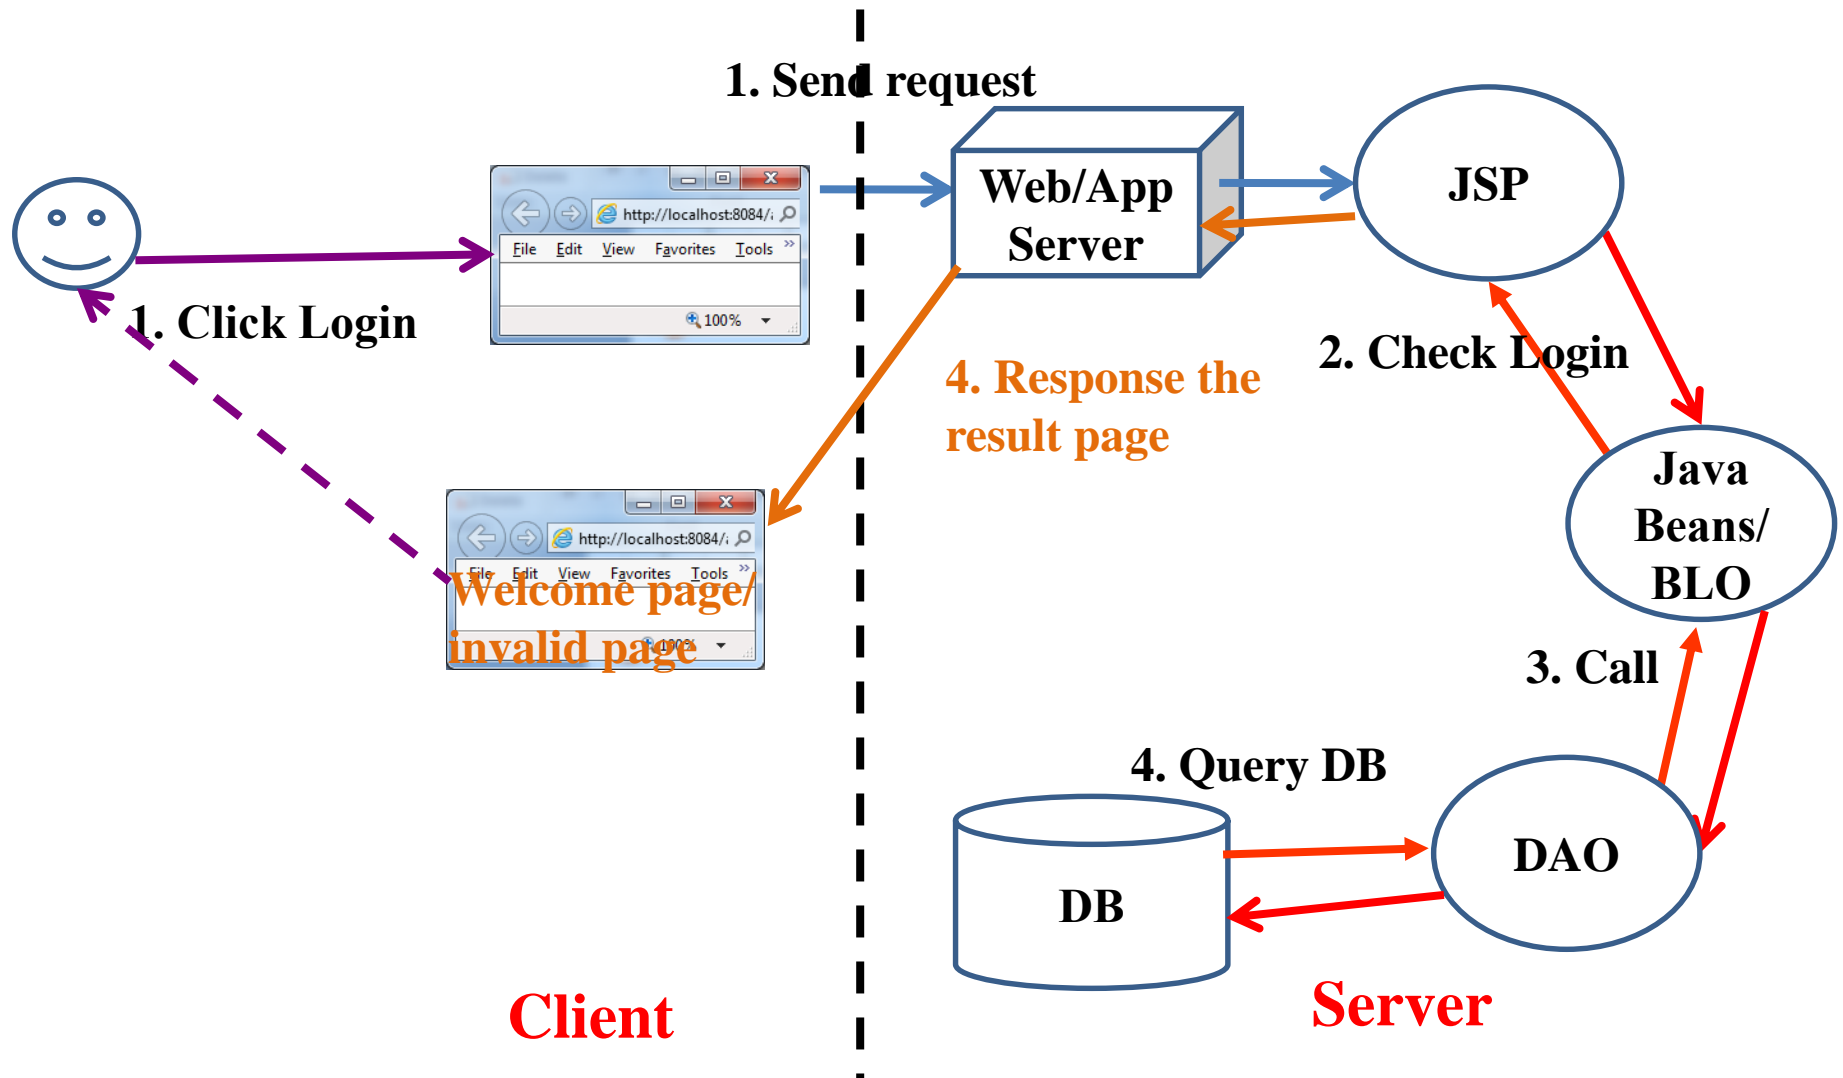 1. Send request
http://localhost:8084/
File Edit View Favorites Tools »
100%
1. Click Login
Web/App
Server
JSP
2. Check Login
4. Response the
result page
Java
Beans/
BLO
http://localhost:8084/
File Edit View Favorites Tools »
Welcome page/
invalid page
100%
3. Call
4. Query DB
DB
DAO
Client
Server